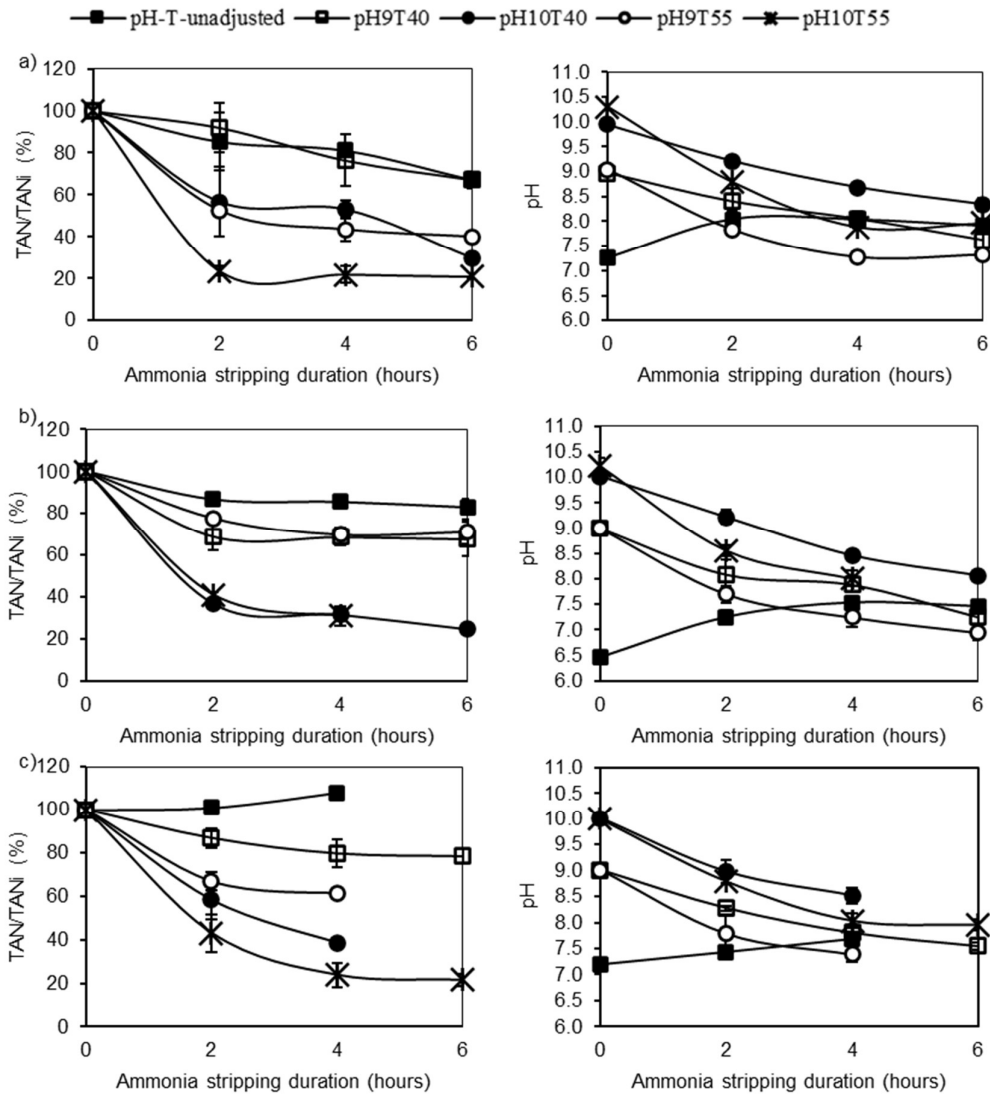 pH-T-unadjusted pH9T40 pH10T40 pH9T55 pH10T55
a)
TAN/TANi (%)
120
100
80
60
40
20
0
0 2 4 6
Ammonia stripping duration (hours)
pH
11.0
10.5
10.0
9.5
9.0
8.5
8.0
7.5
7.0
6.5
6.0
0 2 4 6
Ammonia stripping duration (hours)
b)
TAN/TANi (%)
120
100
80
60
40
20
0
0 2 4 6
Ammonia stripping duration (hours)
pH
11.0
10.5
10.0
9.5
9.0
8.5
8.0
7.5
7.0
6.5
6.0
0 2 4 6
Ammonia stripping duration (hours)
c)
TAN/TANi (%)
120
100
80
60
40
20
0
0 2 4 6
Ammonia stripping duration (hours)
pH
11.0
10.5
10.0
9.5
9.0
8.5
8.0
7.5
7.0
6.5
6.0
0 2 4 6
Ammonia stripping duration (hours)